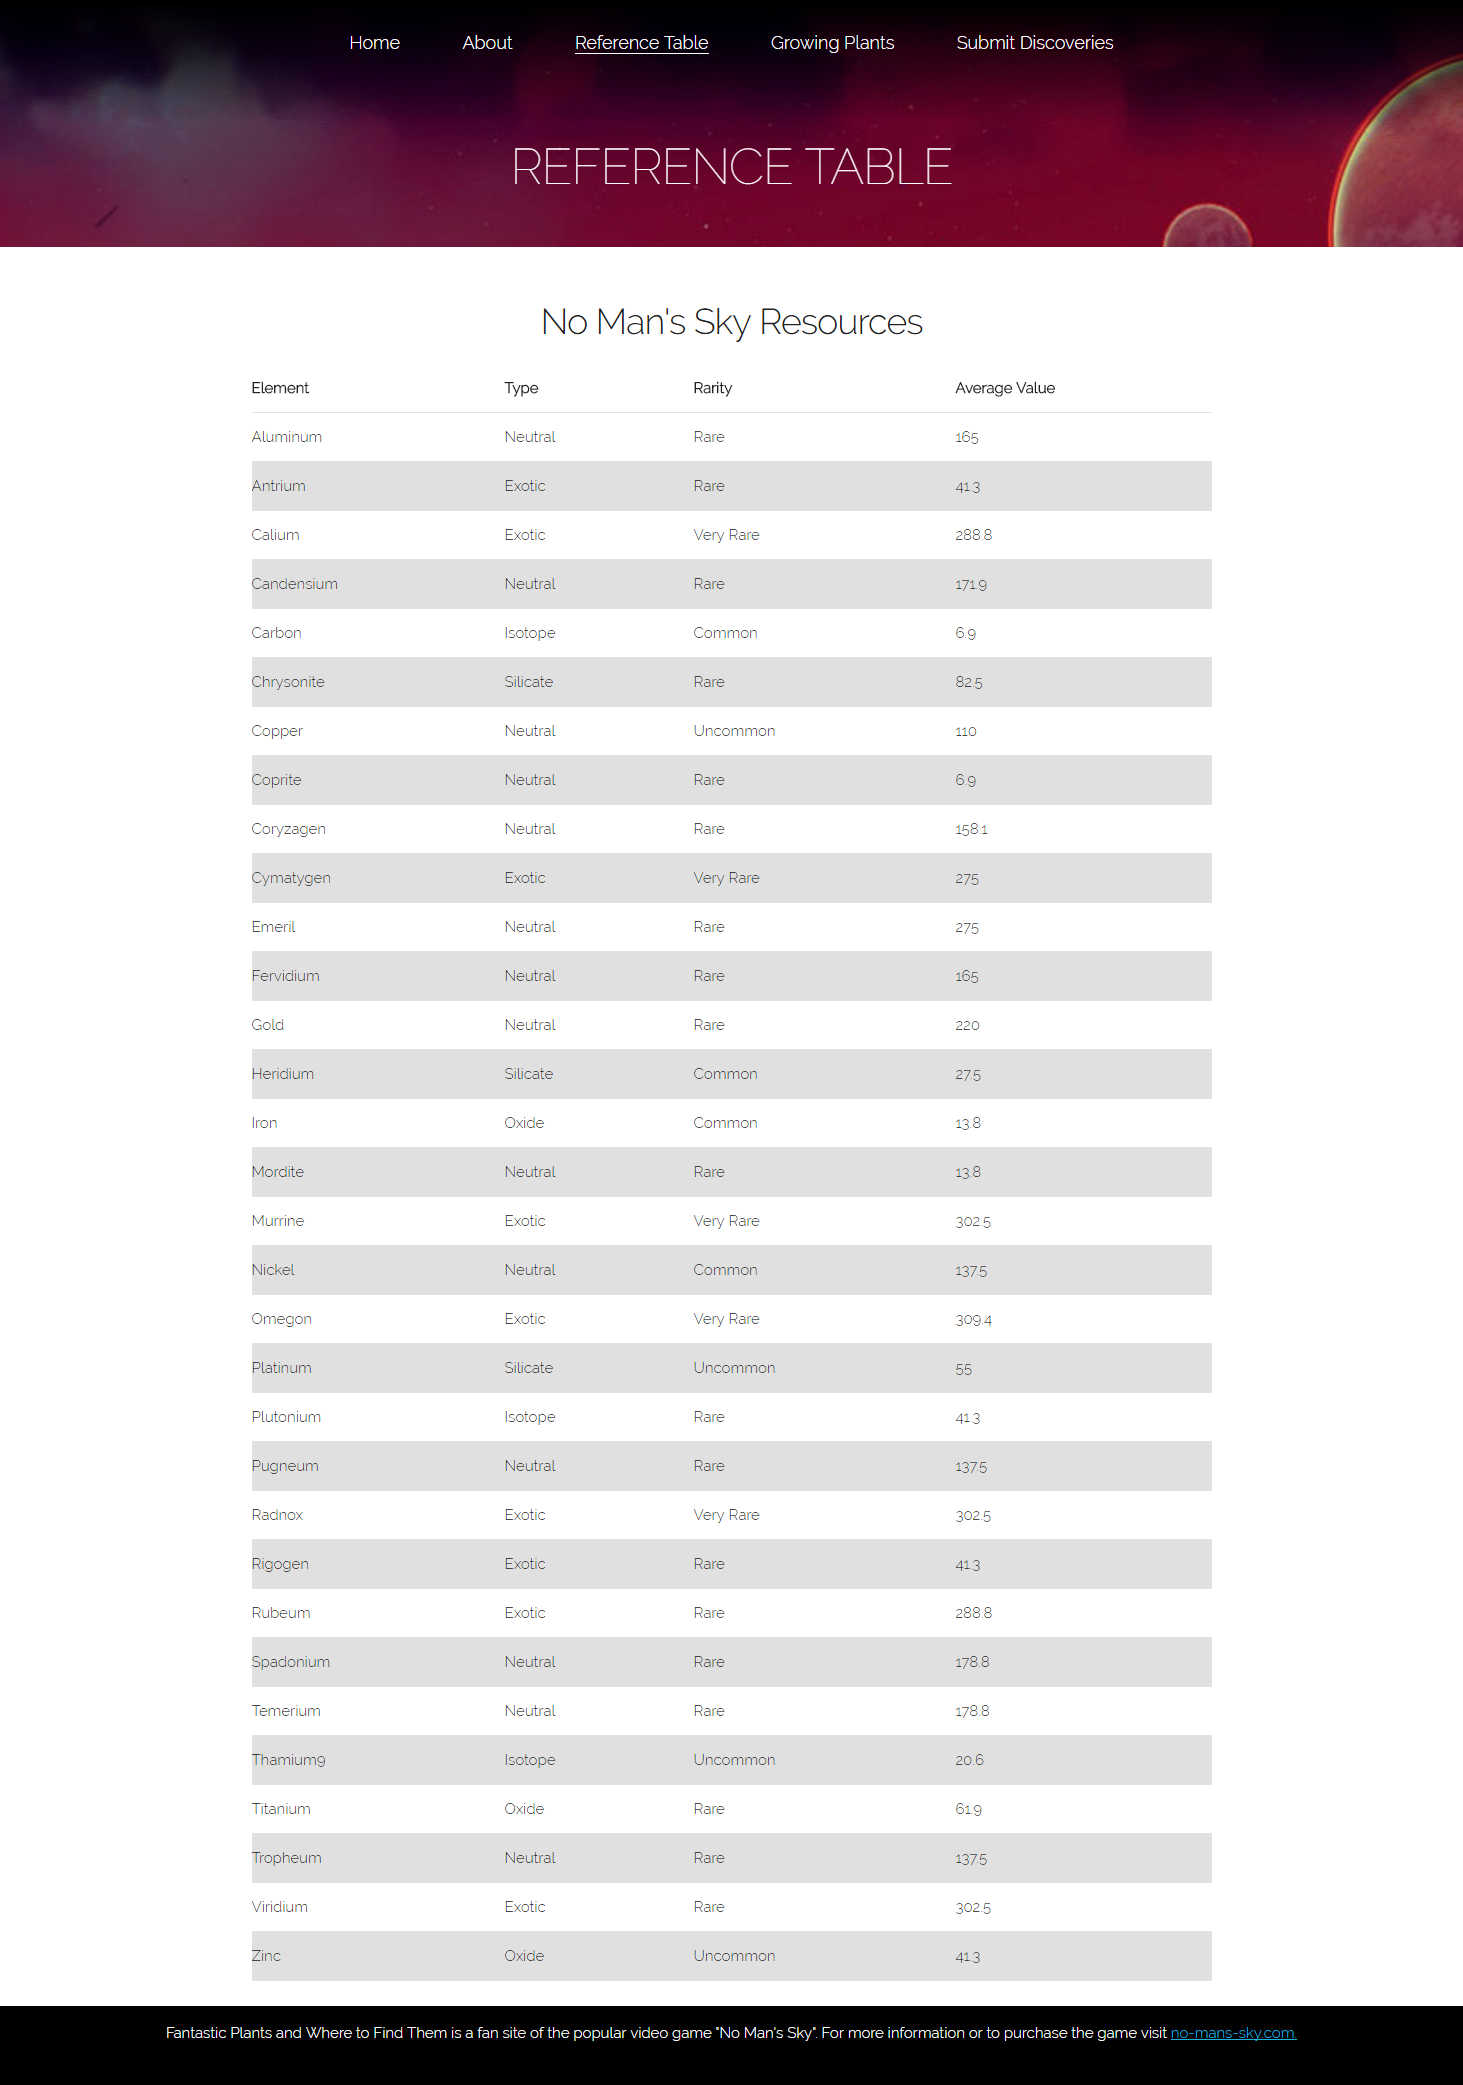 Home About Reference Table Growing Plants Submit Discoveries
REFERENCE TABLE
No Man's Sky Resources
Element Type Rarity Average Value
Aluminum Neutral Rare 165
Antrium Exotic Rare 41.3
Calium Exotic Very Rare 288.8
Candensium Neutral Rare 171.9
Carbon Isotope Common 6.9
Chrysonite Silicate Rare 82.5
Copper Neutral Uncommon 110
Coprite Neutral Rare 6.9
Coryzagen Neutral Rare 158.1
Cymatygen Exotic Very Rare 275
Emeril Neutral Rare 275
Fervidium Neutral Rare 165
Gold Neutral Rare 220
Heridium Silicate Common 27.5
Iron Oxide Common 13.8
Mordite Neutral Rare 13.8
Murrine Exotic Very Rare 302.5
Nickel Neutral Common 137.5
Omegon Exotic Very Rare 309.4
Platinum Silicate Uncommon 55
Plutonium Isotope Rare 41.3
Pugneum Neutral Rare 137.5
Radnox Exotic Very Rare 302.5
Rigogen Exotic Rare 41.3
Rubeum Exotic Rare 288.8
Spadonium Neutral Rare 178.8
Temerium Neutral Rare 178.8
Thamium9 Isotope Uncommon 20.6
Titanium Oxide Rare 61.9
Tropheum Neutral Rare 137.5
Viridium Exotic Rare 302.5
Zinc Oxide Uncommon 41.3
Fantastic Plants and Where to Find Them is a fan site of the popular video game "No Man's Sky". For more information or to purchase the game visit no-mans-sky.com.